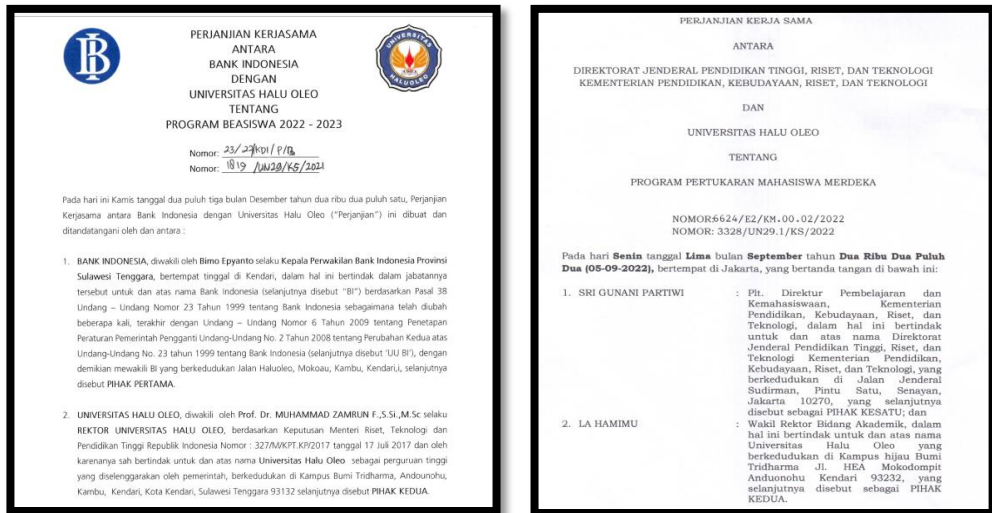 PERJANJIAN KERJASAMA
ANTARA
BANK INDONESIA
DENGAN
UNIVERSITAS HALU OLEO
TENTANG
PROGRAM BEASISWA 2022 - 2023
UNIVERSITAS
HALUOLEO
Nomor: 23/27/KDI/P/B
Nomor: 1819 /UN29/KS/2021
Pada hari ini Kamis tanggal dua puluh tiga bulan Desember tahun dua ribu dua puluh satu, Perjanjian
Kerjasama antara Bank Indonesia dengan Universitas Halu Oleo ("Perjanjian") ini dibuat dan
ditandatangani oleh dan antara :
1. BANK INDONESIA, diwakili oleh Bimo Epyanto selaku Kepala Perwakilan Bank Indonesia Provinsi
Sulawesi Tenggara, bertempat tinggal di Kendari, dalam hal ini bertindak dalam jabatannya
tersebut untuk dan atas nama Bank Indonesia (selanjutnya disebut "BI") berdasarkan Pasal 38
Undang – Undang Nomor 23 Tahun 1999 tentang Bank Indonesia sebagaimana telah diubah
beberapa kali, terakhir dengan Undang – Undang Nomor 6 Tahun 2009 tentang Penetapan
Peraturan Pemerintah Pengganti Undang-Undang No. 2 Tahun 2008 tentang Perubahan Kedua atas
Undang-Undang No. 23 tahun 1999 tentang Bank Indonesia (selanjutnya disebut 'UU BI'), dengan
demikian mewakili BI yang berkedudukan Jalan Haluoleo, Mokoau, Kambu, Kendari,i, selanjutnya
disebut PIHAK PERTAMA.
2. UNIVERSITAS HALU OLEO, diwakili oleh Prof. Dr. MUHAMMAD ZAMRUN F.,S.Si.,M.Sc selaku
REKTOR UNIVERSITAS HALU OLEO, berdasarkan Keputusan Menteri Riset, Teknologi dan
Pendidikan Tinggi Republik Indonesia Nomor : 327/M/KPT.KP/2017 tanggal 17 Juli 2017 dan oleh
karenanya sah bertindak untuk dan atas nama Universitas Halu Oleo sebagai perguruan tinggi
yang diselenggarakan oleh pemerintah, berkedudukan di Kampus Bumi Tridharma, Andounohu,
Kambu, Kendari, Kota Kendari, Sulawesi Tenggara 93132 selanjutnya disebut PIHAK KEDUA.
PERJANJIAN KERJA SAMA
ANTARA
DIREKTORAT JENDERAL PENDIDIKAN TINGGI, RISET, DAN TEKNOLOGI
KEMENTERIAN PENDIDIKAN, KEBUDAYAAN, RISET, DAN TEKNOLOGI
DAN
UNIVERSITAS HALU OLEO
TENTANG
PROGRAM PERTUKARAN MAHASISWA MERDEKA
NOMOR:6624/E2/KM.00.02/2022
NOMOR: 3328/UN29.1/KS/2022
Pada hari Senin tanggal Lima bulan September tahun Dua Ribu Dua Puluh
Dua (05-09-2022), bertempat di Jakarta, yang bertanda tangan di bawah ini:
1. SRI GUNANI PARTIWI : Plt. Direktur Pembelajaran dan
Kemahasiswaan, Kementerian
Pendidikan, Kebudayaan, Riset, dan
Teknologi, dalam hal ini bertindak
untuk dan atas nama Direktorat
Jenderal Pendidikan Tinggi, Riset, dan
Teknologi Kementerian Pendidikan,
Kebudayaan, Riset, dan Teknologi, yang
berkedudukan di Jalan Jenderal
Sudirman, Pintu Satu, Senayan,
Jakarta 10270, yang selanjutnya
disebut sebagai PIHAK KESATU; dan
2. LA HAMIMU : Wakil Rektor Bidang Akademik, dalam
hal ini bertindak untuk dan atas nama
Universitas Halu Oleo yang
berkedudukan di Kampus hijau Bumi
Tridharma Jl. HEA Mokodompit
Anduonohu Kendari 93232, yang
selanjutnya disebut sebagai PIHAK
KEDUA.